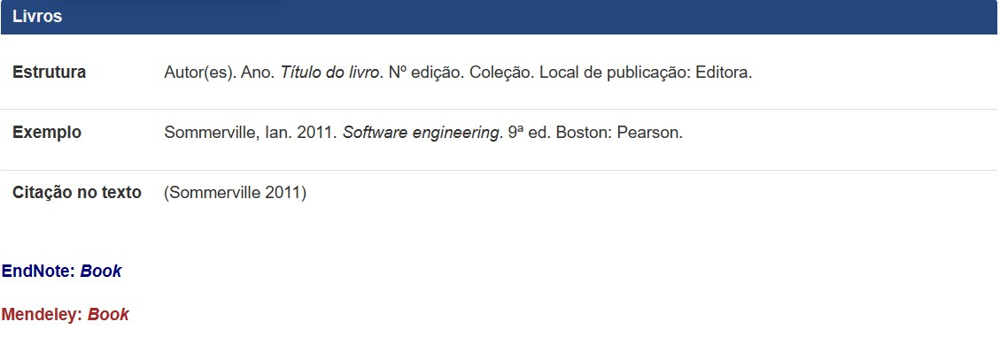 Livros
Estrutura Autor(es). Ano. Título do livro. Nº edição. Coleção. Local de publicação: Editora.
Exemplo Sommerville, Ian. 2011. Software engineering. 9ª ed. Boston: Pearson.
Citação no texto (Sommerville 2011)
EndNote: Book
Mendeley: Book